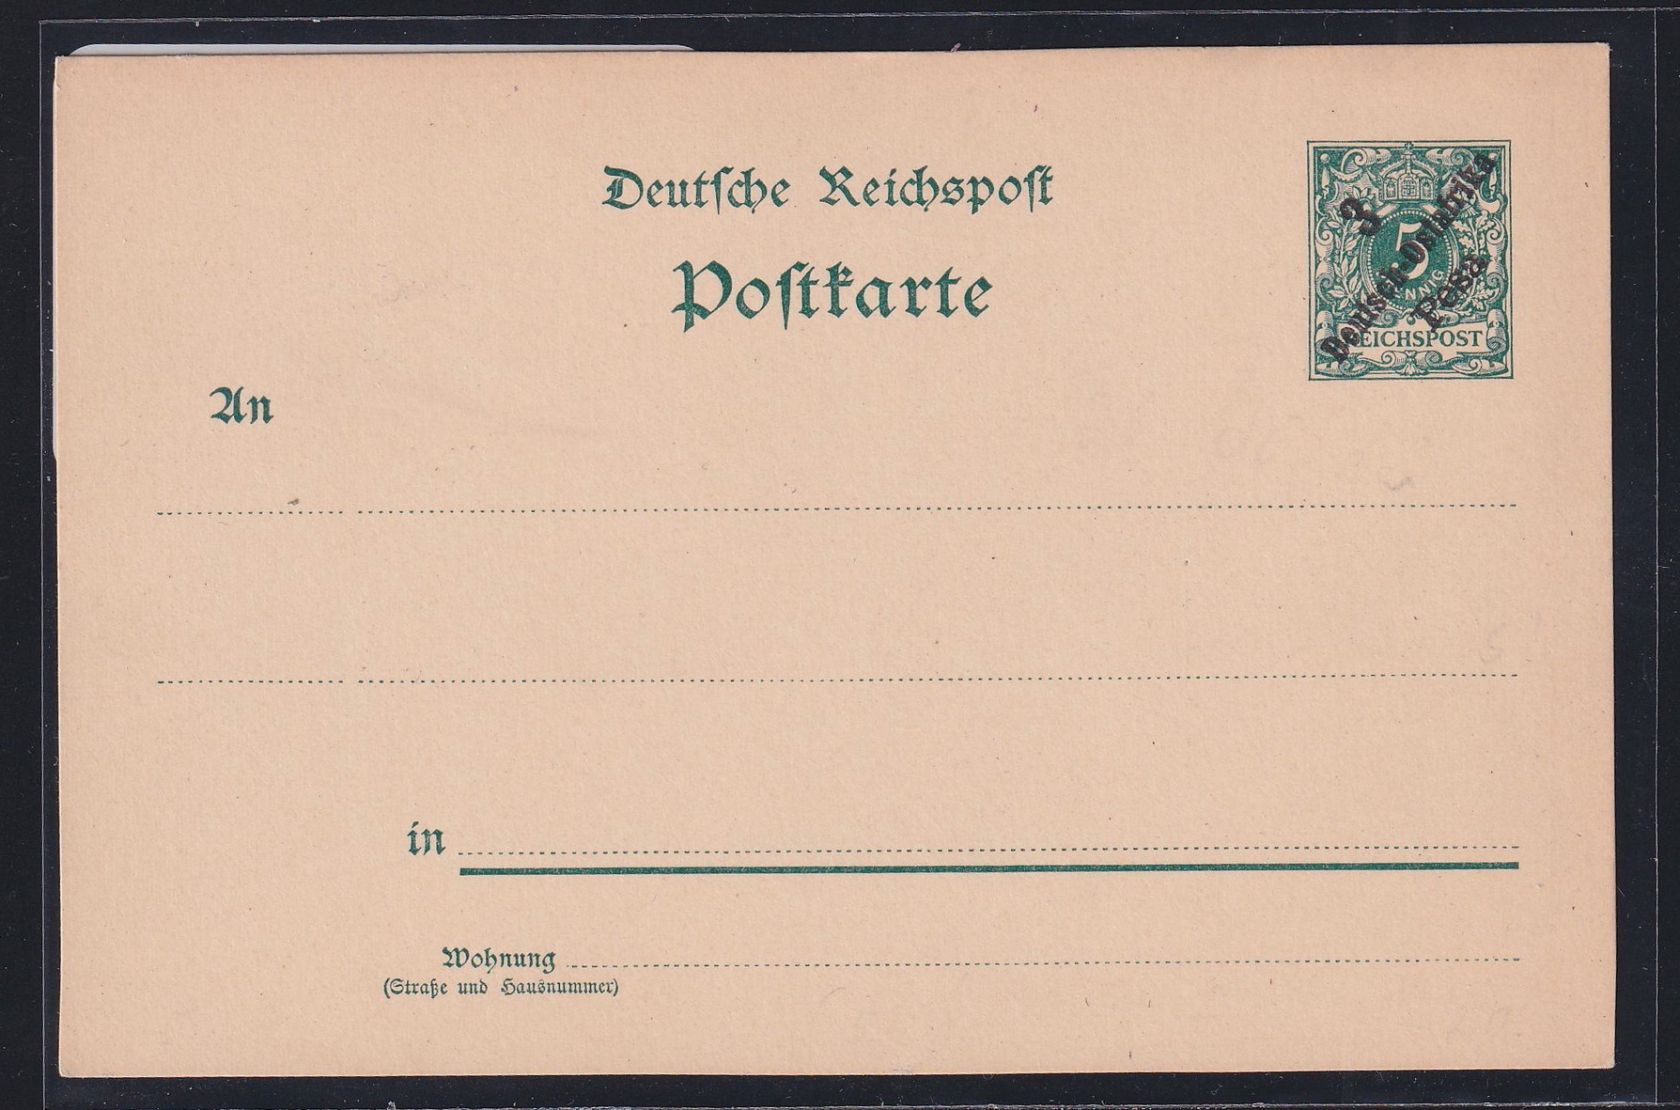 Deutſche Reichspoſt
Poſtkarte
3
5
Deutsch-Ostafrika
Pesa
REICHSPOST
An
in
Wohnung
(Straße und Hausnummer)